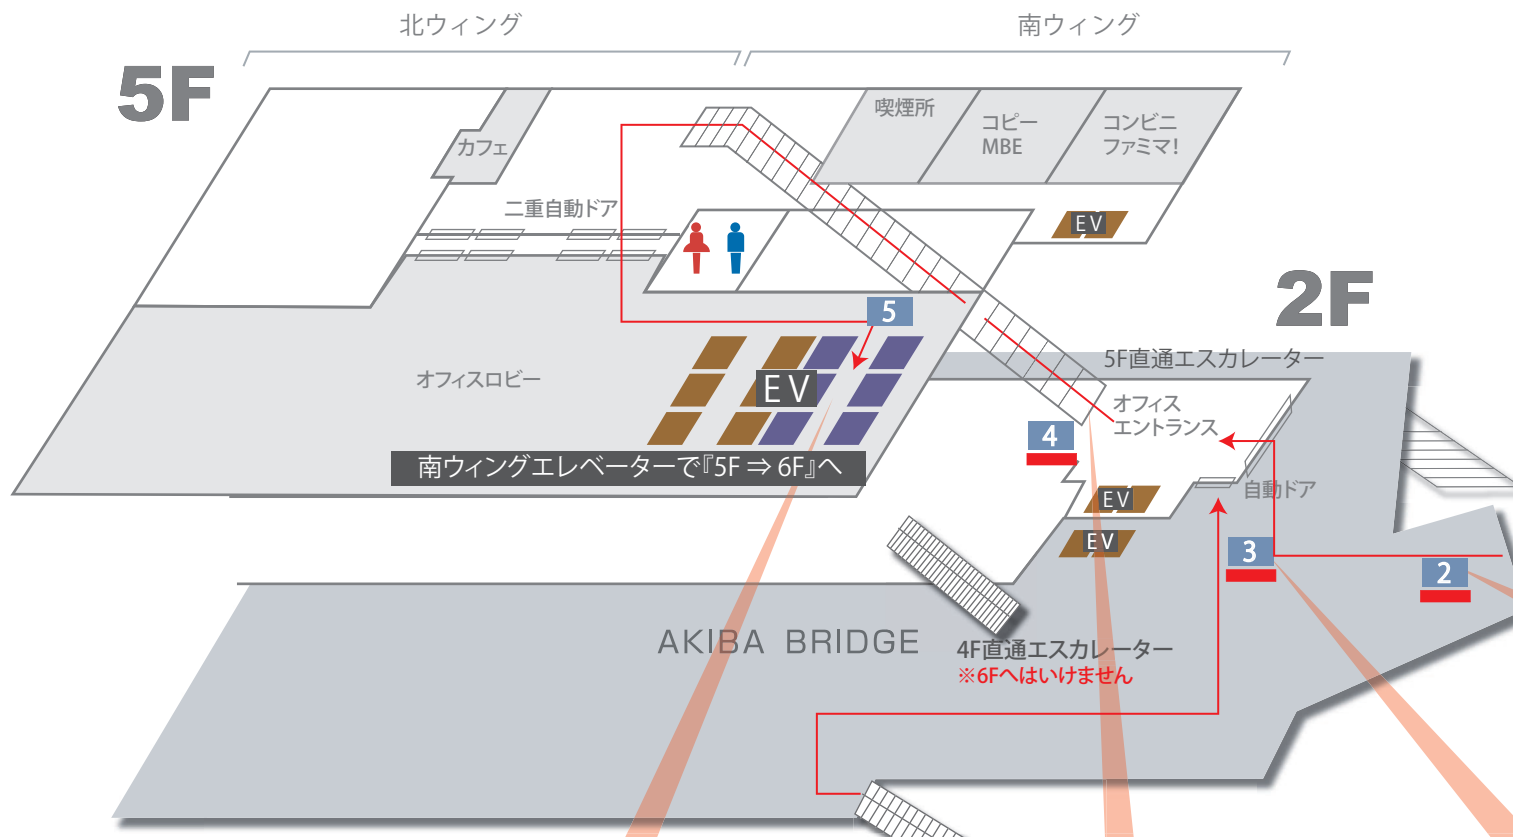 北ウィング
南ウィング
5F
喫煙所
コピー
MBE
コンビニ
ファミマ!
カフェ
二重自動ドア
EV
2F
5
5F直通エスカレーター
オフィスロビー
EV
オフィス
エントランス
4
南ウィングエレベーターで『5F ⇒ 6F』へ
自動ドア
EV
EV
3
2
AKIBA BRIDGE
4F直通エスカレーター
※6Fへはいけません